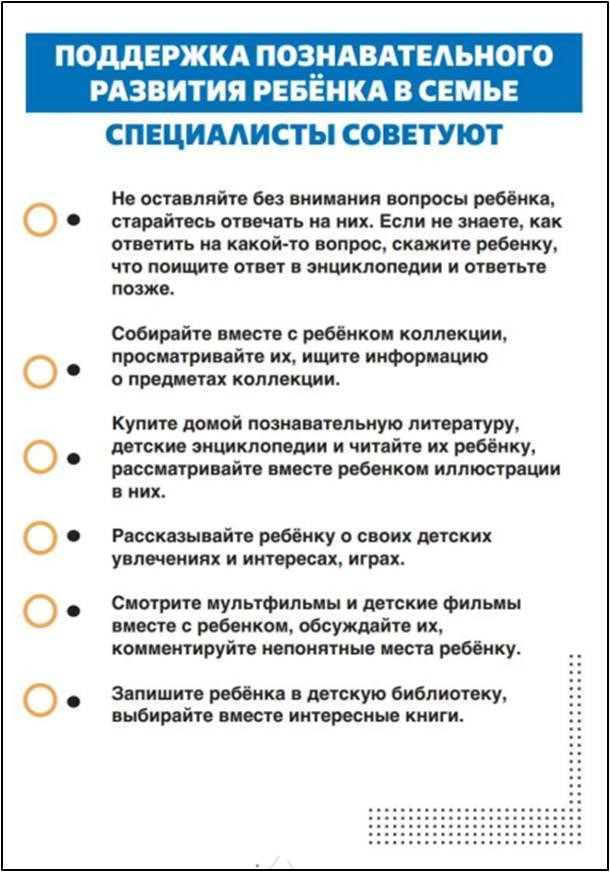 ПОДДЕРЖКА ПОЗНАВАТЕЛЬНОГО
РАЗВИТИЯ РЕБЁНКА В СЕМЬЕ
СПЕЦИАЛИСТЫ СОВЕТУЮТ
Не оставляйте без внимания вопросы ребёнка,
старайтесь отвечать на них. Если не знаете, как
ответить на какой-то вопрос, скажите ребенку,
что поищите ответ в энциклопедии и ответьте
позже.
Собирайте вместе с ребёнком коллекции,
просматривайте их, ищите информацию
о предметах коллекции.
Купите домой познавательную литературу,
детские энциклопедии и читайте их ребёнку,
рассматривайте вместе ребенком иллюстрации
в них.
Рассказывайте ребёнку о своих детских
увлечениях и интересах, играх.
Смотрите мультфильмы и детские фильмы
вместе с ребенком, обсуждайте их,
комментируйте непонятные места ребёнку.
Запишите ребёнка в детскую библиотеку,
выбирайте вместе интересные книги.